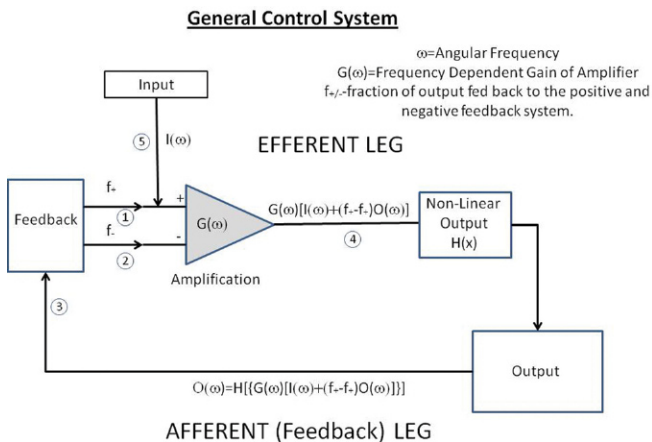 General Control System
ω=Angular Frequency
G(ω)=Frequency Dependent Gain of Amplifier
f₊/₋-fraction of output fed back to the positive and
negative feedback system.
Input
⑤
I(ω)
EFFERENT LEG
Feedback
f₊
①
f₋
②
+
-
G(ω)
Amplification
G(ω)[I(ω)+(f₊-f₊)O(ω)]
④
Non-Linear
Output
H(x)
③
Output
O(ω)=H[{G(ω)[I(ω)+(f₊-f₊)O(ω)]}]
AFFERENT (Feedback) LEG